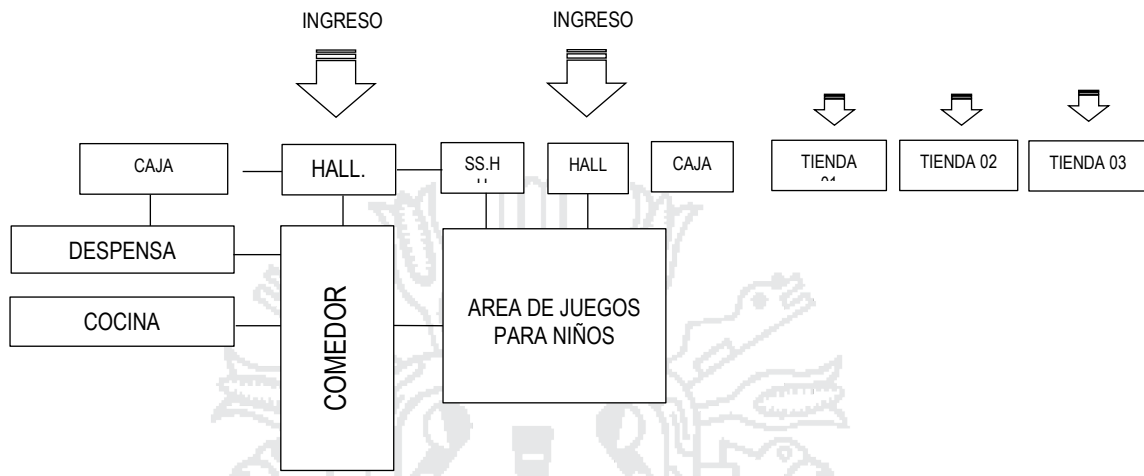 INGRESO
INGRESO
CAJA
HALL.
SS.H
HALL
CAJA
TIENDA
TIENDA 02
TIENDA 03
DESPENSA
COCINA
COMEDOR
AREA DE JUEGOS
PARA NIÑOS